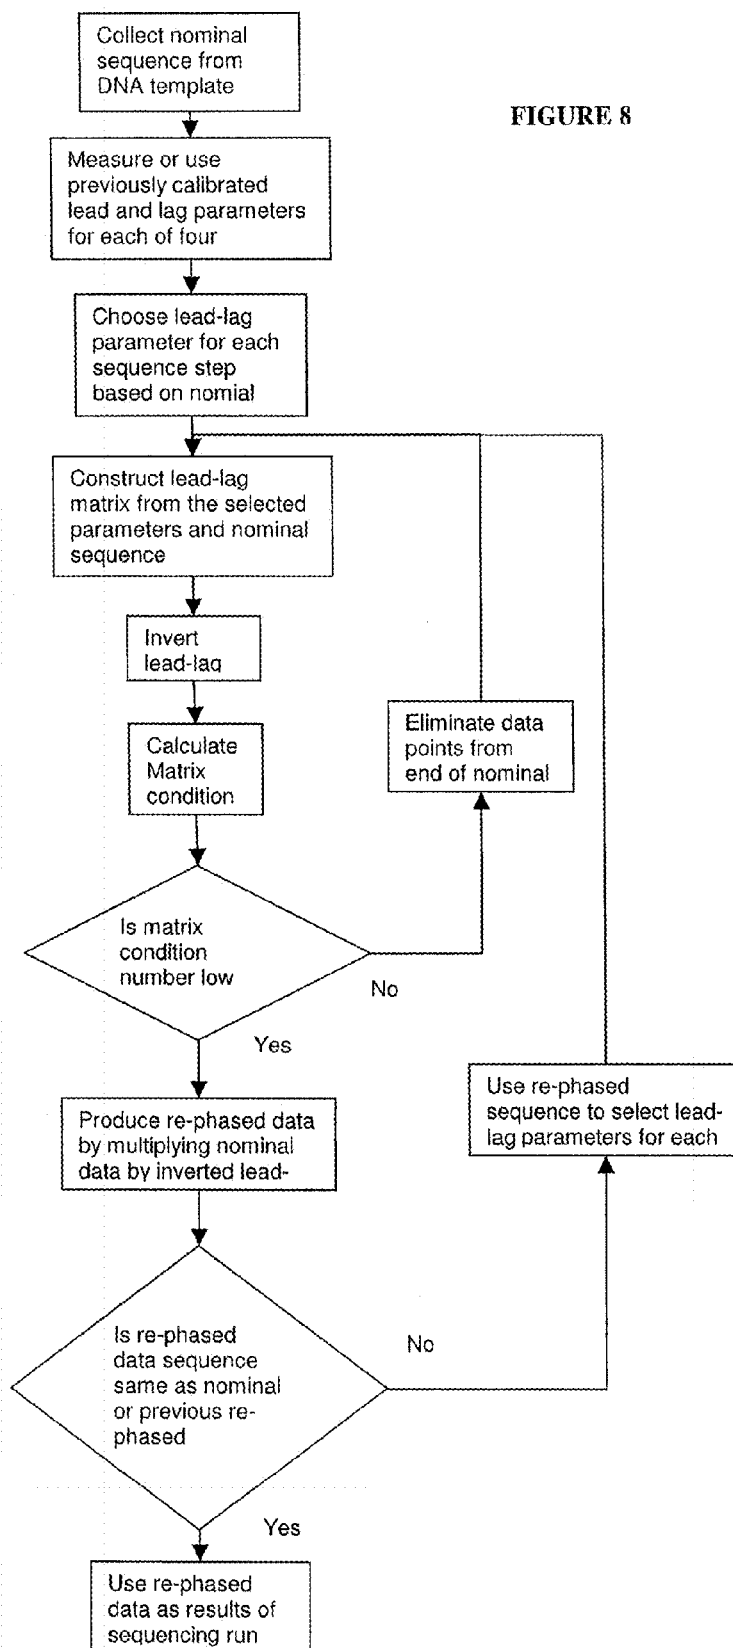 Collect nominal
sequence from
DNA template
FIGURE 8
Measure or use
previously calibrated
lead and lag parameters
for each of four
Choose lead-lag
parameter for each
sequence step
based on nomial
Construct lead-lag
matrix from the selected
parameters and nominal
sequence
Invert
lead-lag
Calculate
Matrix
condition
Eliminate data
points from
end of nominal
Is matrix
condition
number low
No
Yes
Produce re-phased data
by multiplying nominal
data by inverted lead-
Use re-phased
sequence to select lead-
lag parameters for each
Is re-phased
data sequence
same as nominal
or previous re-
phased
No
Yes
Use re-phased
data as results of
sequencing run